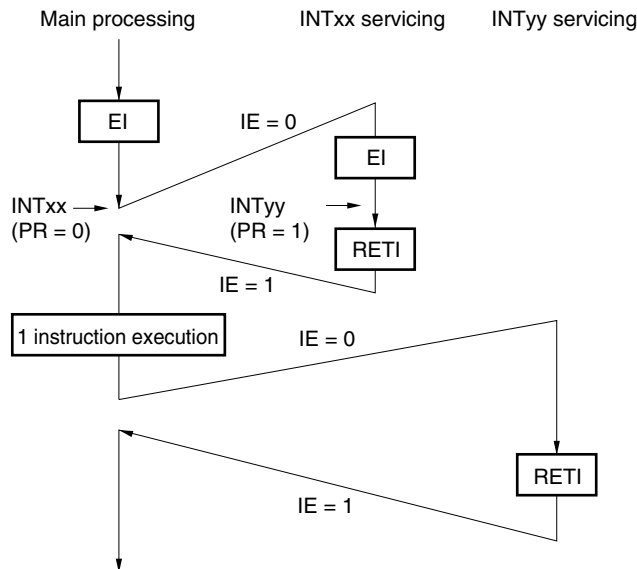 Main processing
INTxx servicing
INTyy servicing
EI
IE = 0
EI
INTxx
(PR = 0)
INTyy
(PR = 1)
RETI
IE = 1
1 instruction execution
IE = 0
RETI
IE = 1